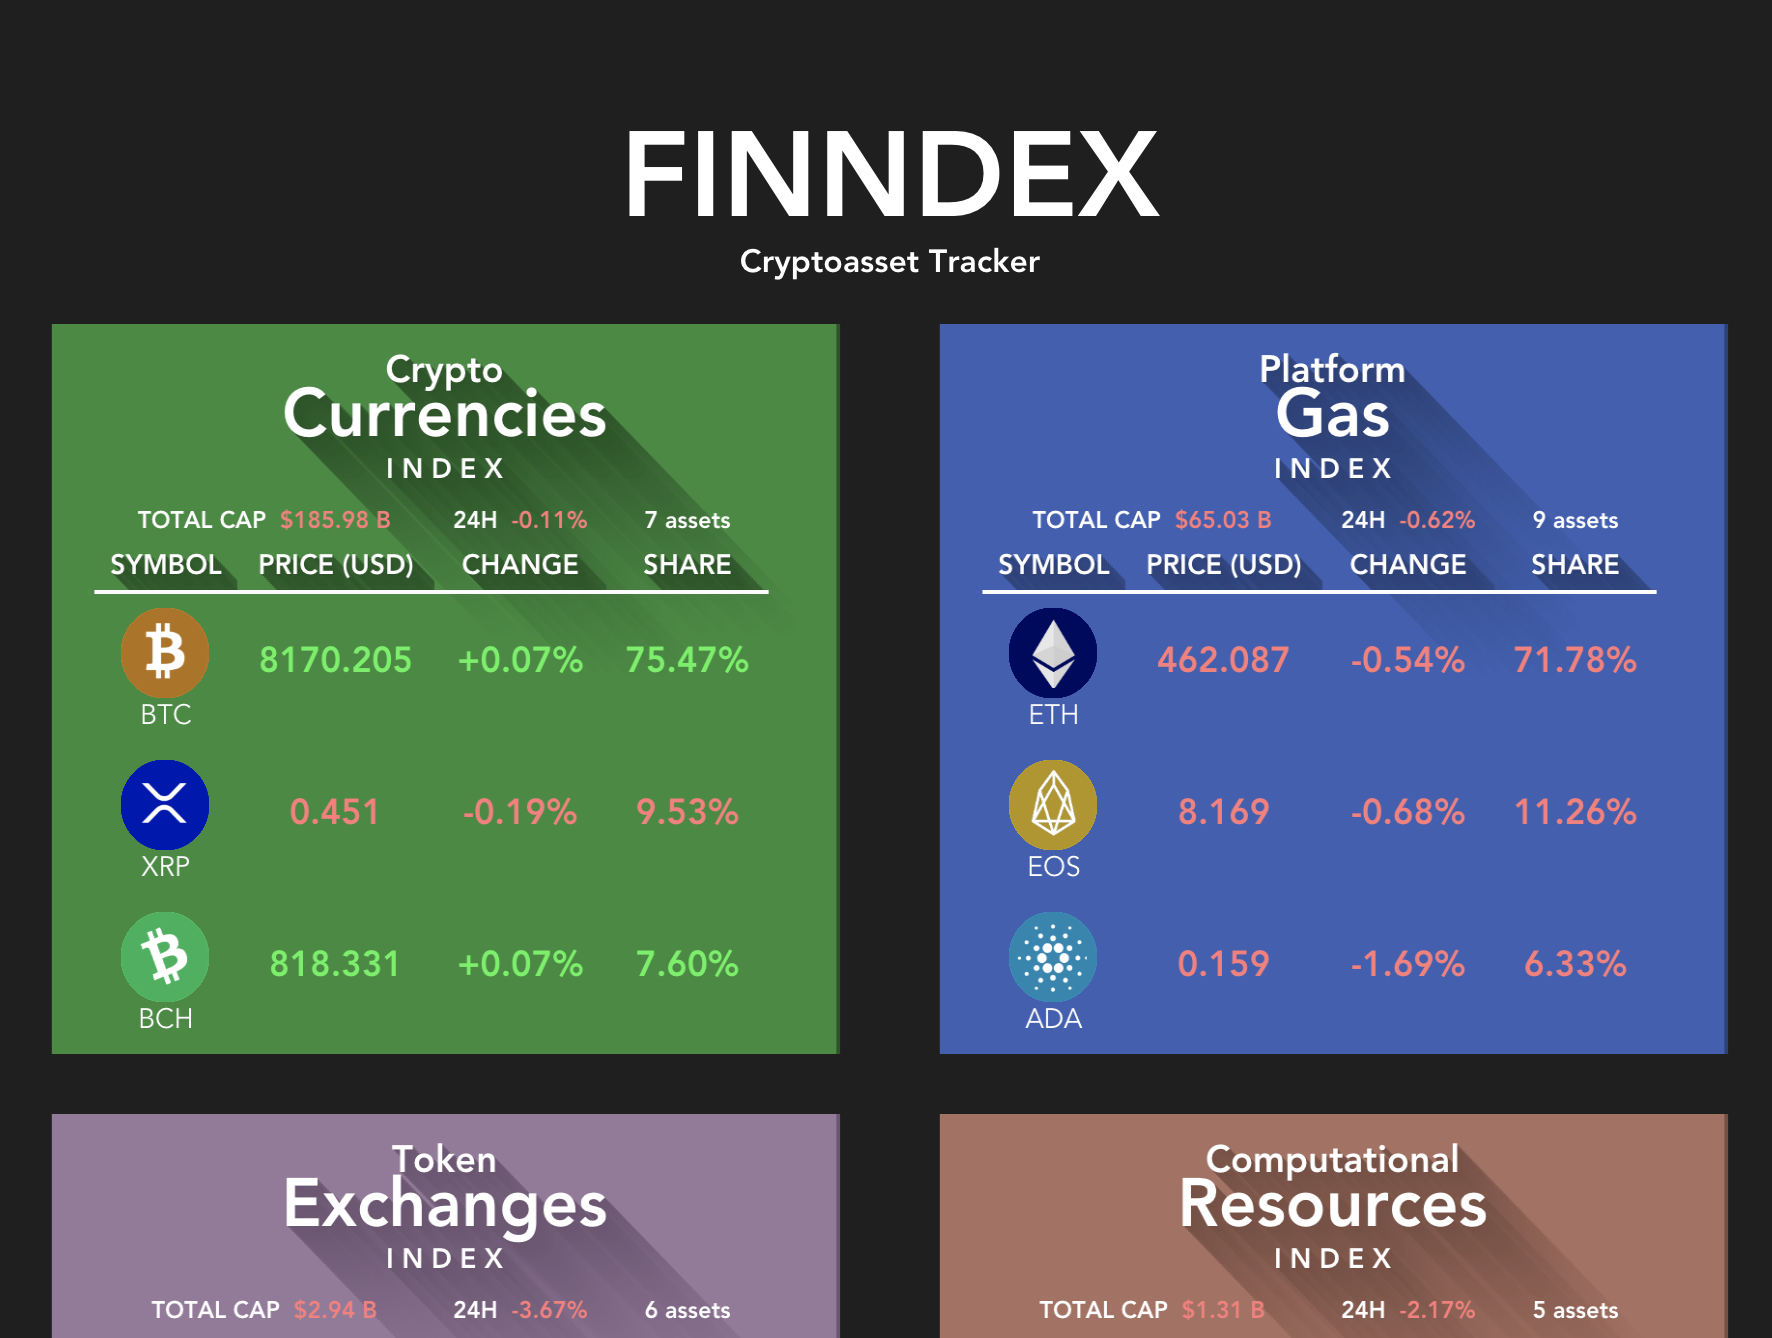 FINNDEX
Cryptoasset Tracker
Crypto
Currencies
INDEX
TOTAL CAP $185.98 B 24H -0.11% 7 assets
SYMBOL PRICE (USD) CHANGE SHARE
8170.205 +0.07% 75.47%
BTC
0.451 -0.19% 9.53%
XRP
818.331 +0.07% 7.60%
BCH
Platform
Gas
INDEX
TOTAL CAP $65.03 B 24H -0.62% 9 assets
SYMBOL PRICE (USD) CHANGE SHARE
462.087 -0.54% 71.78%
ETH
8.169 -0.68% 11.26%
EOS
0.159 -1.69% 6.33%
ADA
Token
Exchanges
INDEX
TOTAL CAP $2.94 B 24H -3.67% 6 assets
Computational
Resources
INDEX
TOTAL CAP $1.31 B 24H -2.17% 5 assets